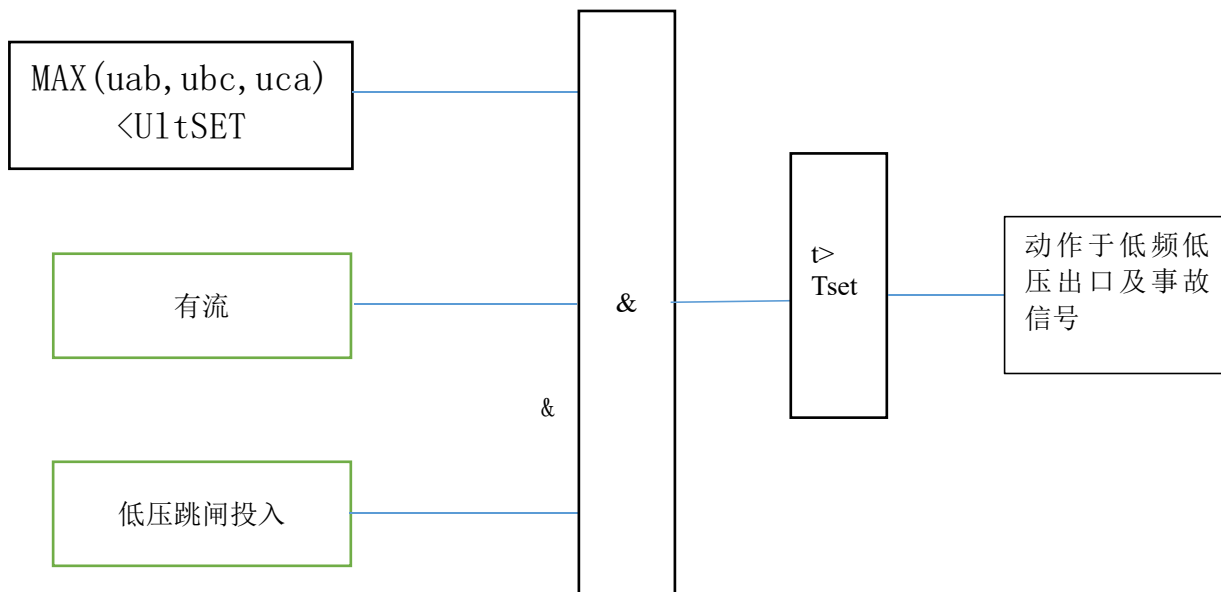 MAX(uab,ubc,uca)
<UltSET
有流
&
低压跳闸投入
&
t>
Tset
动作于低频低
压出口及事故
信号